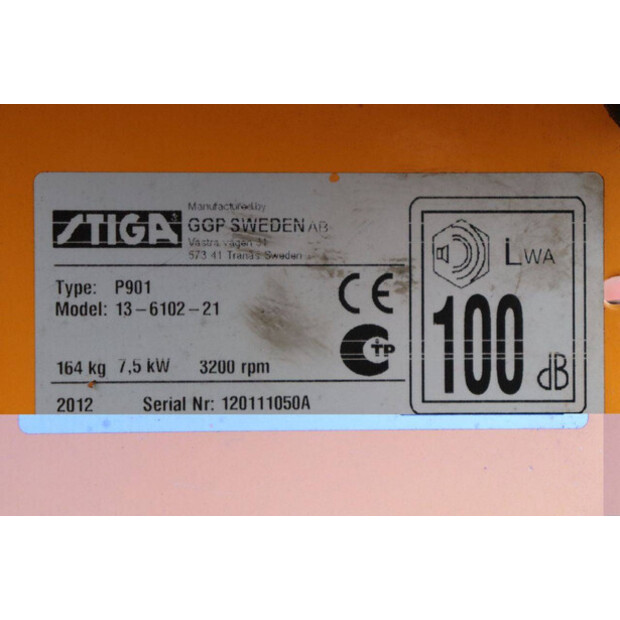 STIGA
Manufactured by
GGP SWEDEN AB
Västra vägen 31
573 41 Tranås Sweden
Type: P901
Model: 13-6102-21
164 kg 7,5 kW 3200 rpm
2012 Serial Nr: 120111050A
CE
CTP
LWA
100
dB